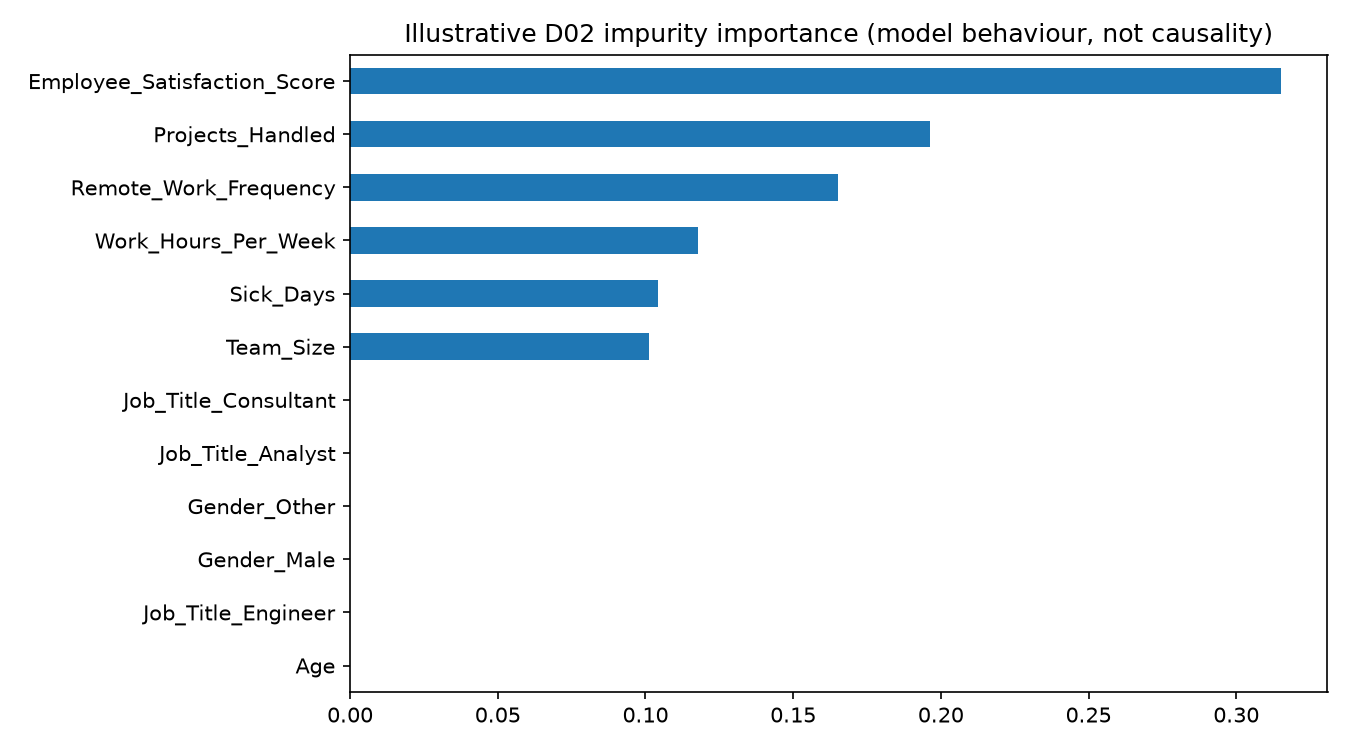 Illustrative D02 impurity importance (model behaviour, not causality)
Employee_Satisfaction_Score
Projects_Handled
Remote_Work_Frequency
Work_Hours_Per_Week
Sick_Days
Team_Size
Job_Title_Consultant
Job_Title_Analyst
Gender_Other
Gender_Male
Job_Title_Engineer
Age
0.00 0.05 0.10 0.15 0.20 0.25 0.30